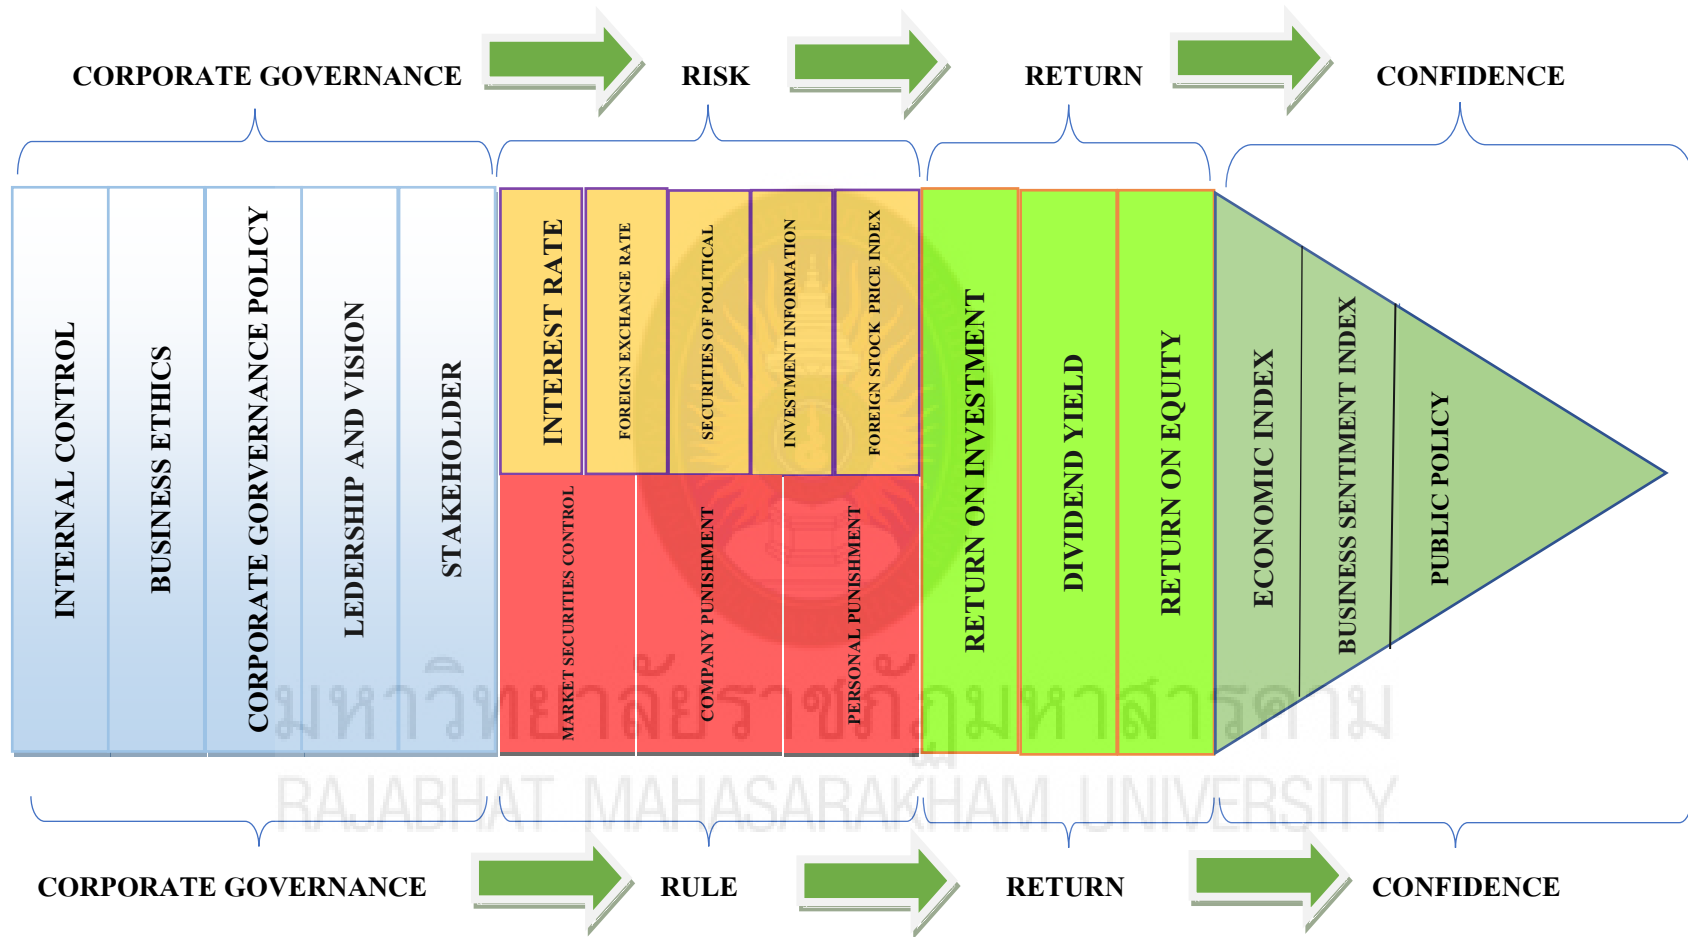 CORPORATE GOVERNANCE
RISK
RETURN
CONFIDENCE
INTERNAL CONTROL
BUSINESS ETHICS
CORPORATE GORVERNANCE POLICY
LEDERSHIP AND VISION
STAKEHOLDER
INTEREST RATE
FOREIGN EXCHANGE RATE
SECURITIES OF POLITICAL
INVESTMENT INFORMATION
FOREIGN STOCK PRICE INDEX
MARKET SECURITIES CONTROL
COMPANY PUNISHMENT
PERSONAL PUNISHMENT
RETURN ON INVESTMENT
DIVIDEND YIELD
RETURN ON EQUITY
ECONOMIC INDEX
BUSINESS SENTIMENT INDEX
PUBLIC POLICY
มหาวิทยาลัยราชภัฏมหาสารคาม
RAJABHAT MAHASARAKHAM UNIVERSITY
CORPORATE GOVERNANCE
RULE
RETURN
CONFIDENCE